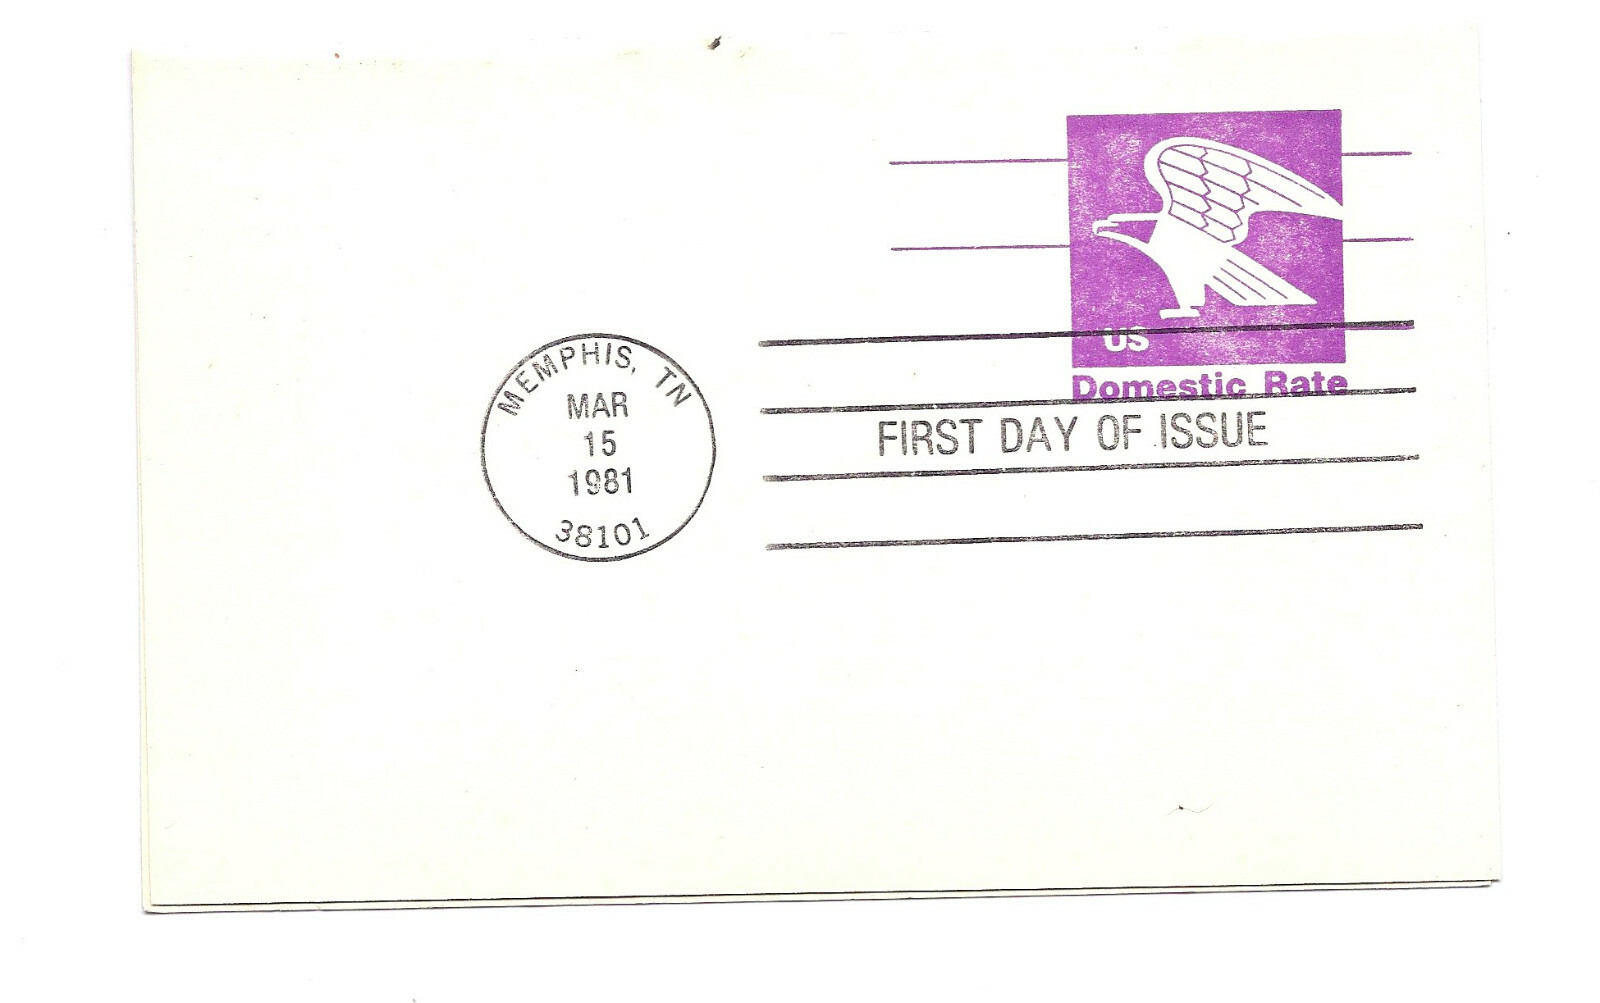 US
Domestic Rate
MEMPHIS, TN
MAR
15
1981
38101
FIRST DAY OF ISSUE